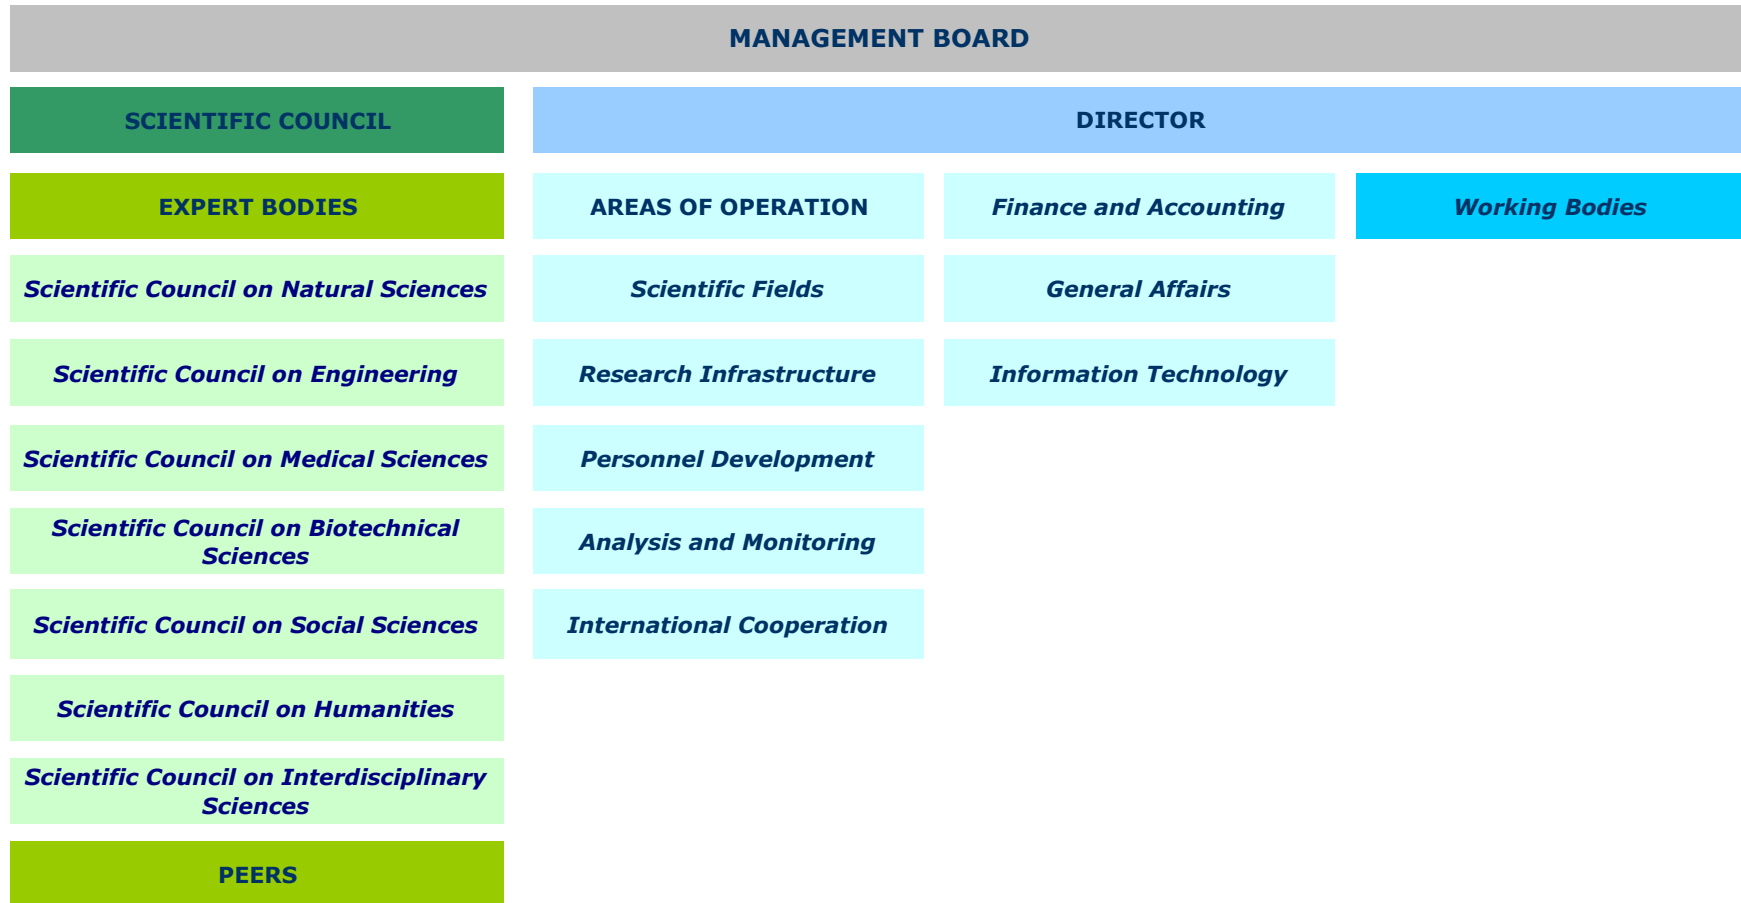 MANAGEMENT BOARD
SCIENTIFIC COUNCIL
DIRECTOR
EXPERT BODIES
AREAS OF OPERATION
Finance and Accounting
Working Bodies
Scientific Council on Natural Sciences
Scientific Fields
General Affairs
Scientific Council on Engineering
Research Infrastructure
Information Technology
Scientific Council on Medical Sciences
Personnel Development
Scientific Council on Biotechnical
Sciences
Analysis and Monitoring
Scientific Council on Social Sciences
International Cooperation
Scientific Council on Humanities
Scientific Council on Interdisciplinary
Sciences
PEERS